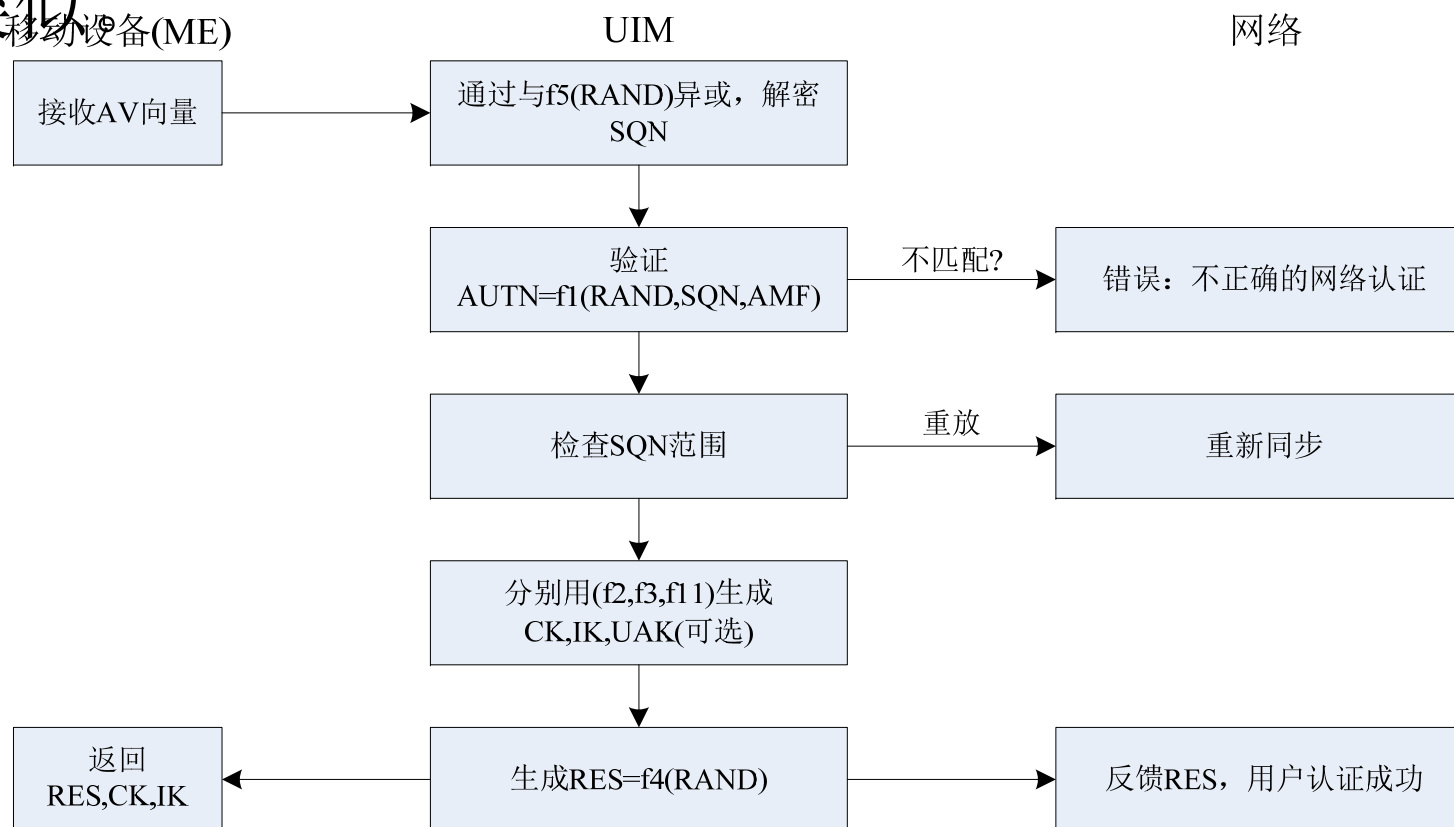 移动设备(ME)
UIM
网络
接收AV向量
通过与f5(RAND)异或，解密
SQN
验证
AUTN=f1(RAND,SQN,AMF)
不匹配?
错误：不正确的网络认证
检查SQN范围
重放
重新同步
分别用(f2,f3,f11)生成
CK,IK,UAK(可选)
返回
RES,CK,IK
生成RES=f4(RAND)
反馈RES，用户认证成功